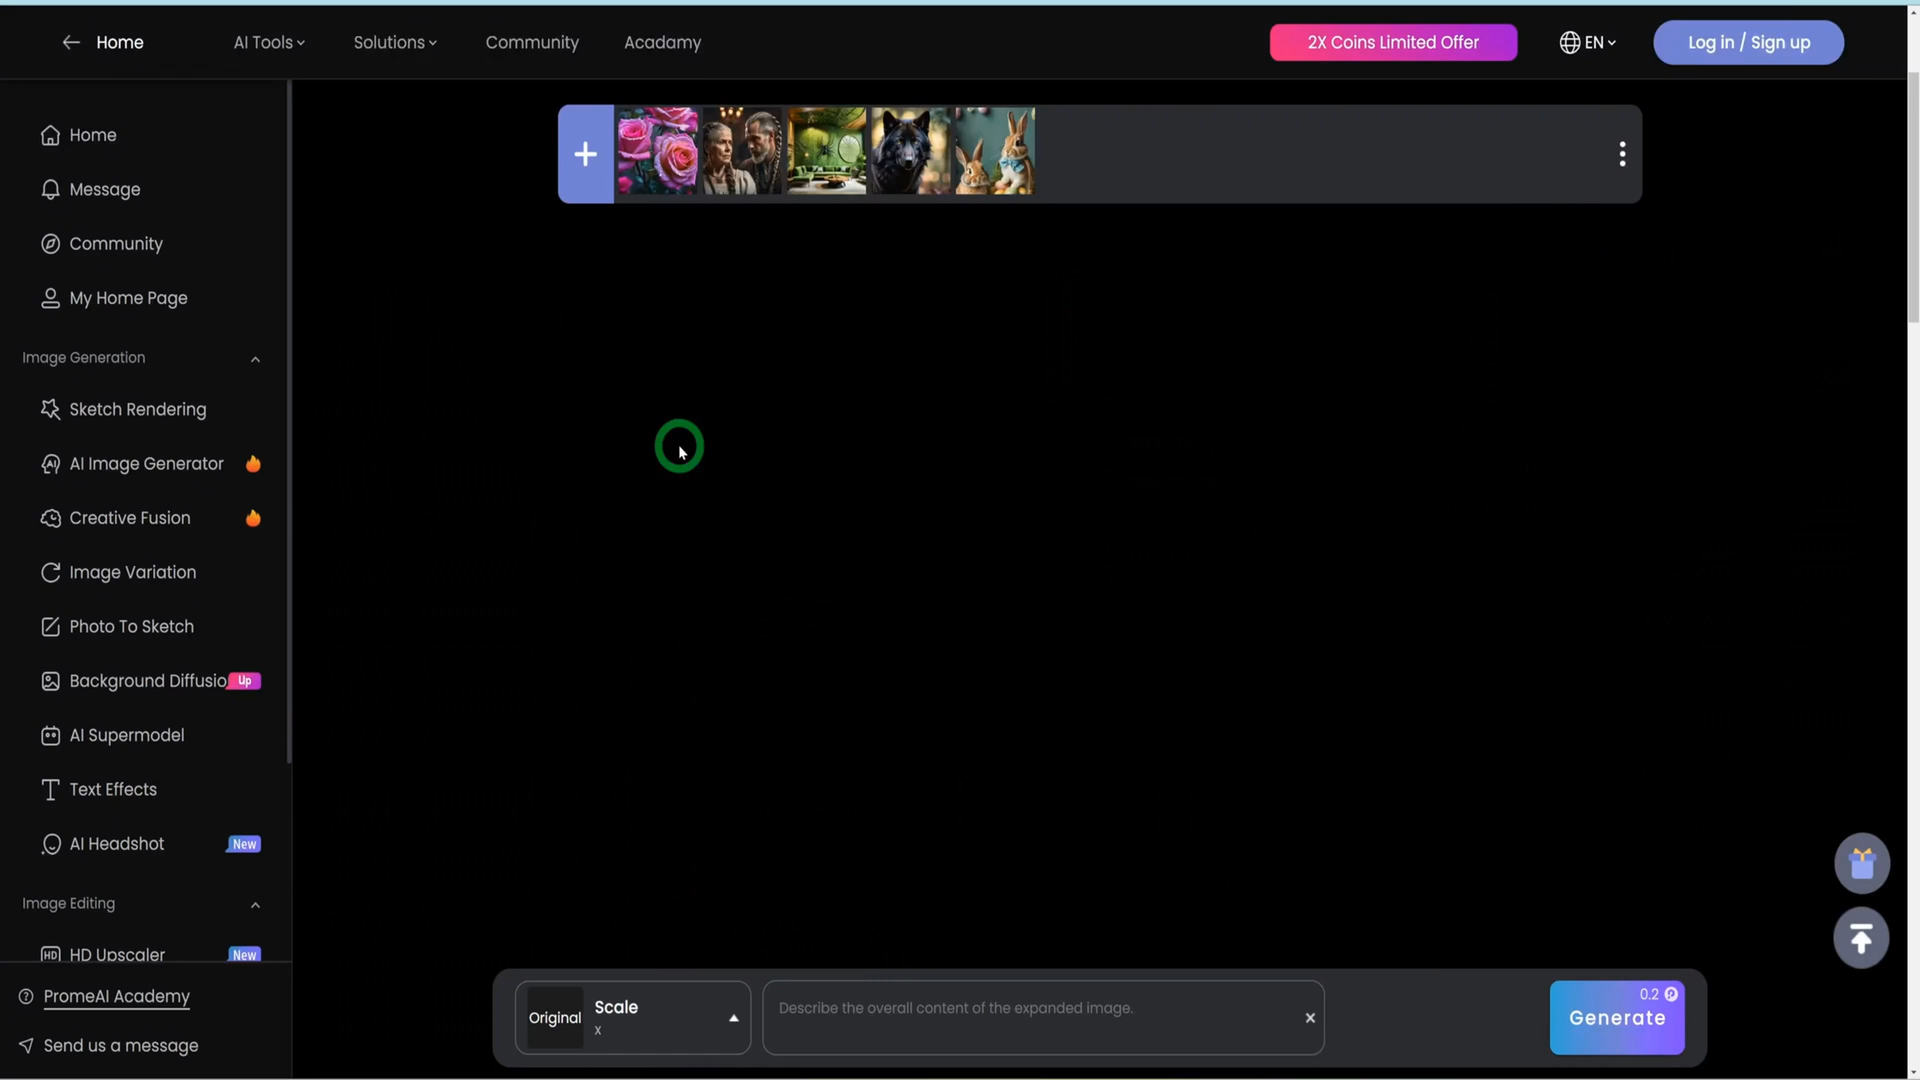 Home
AI Tools
Solutions
Community
Acadamy
2X Coins Limited Offer
EN
Log in / Sign up
Home
Message
Community
My Home Page
Image Generation
Sketch Rendering
AI Image Generator
Creative Fusion
Image Variation
Photo To Sketch
Background Diffusio
Up
AI Supermodel
Text Effects
AI Headshot
New
Image Editing
HD Upscaler
New
PromeAI Academy
Send us a message
Original
Scale
x
Describe the overall content of the expanded image.
0.2
Generate